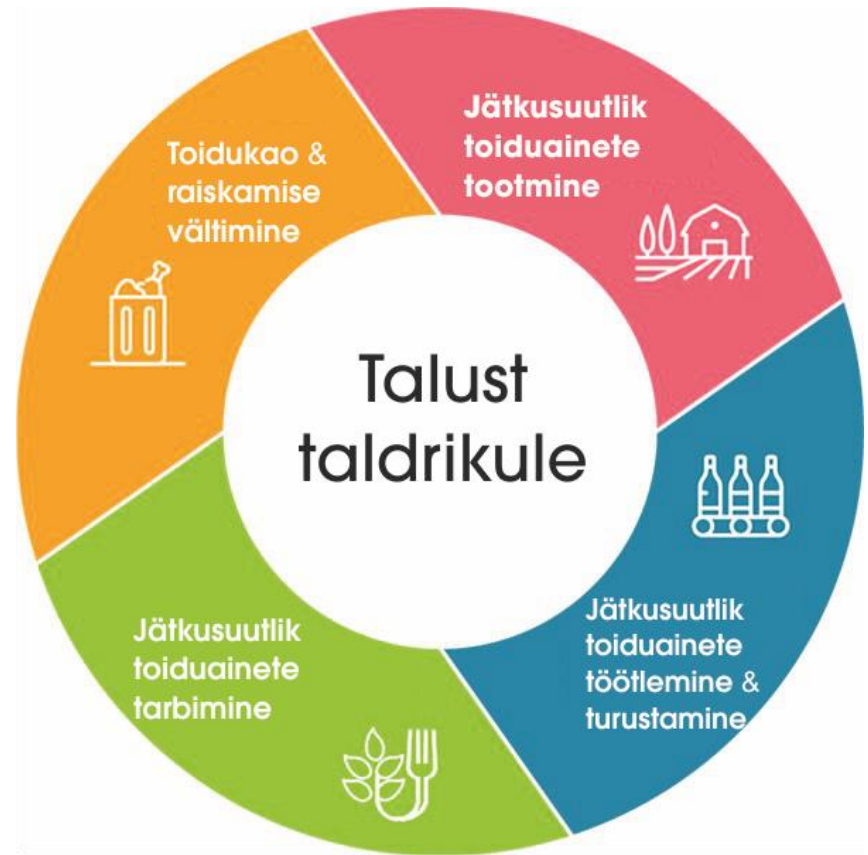 Toidukao &
raiskamise
vältimine
Jätkusuutlik
toiduainete
tootmine
Talust
taldrikule
Jätkusuutlik
toiduainete
töötlemine &
turustamine
Jätkusuutlik
toiduainete
tarbimine